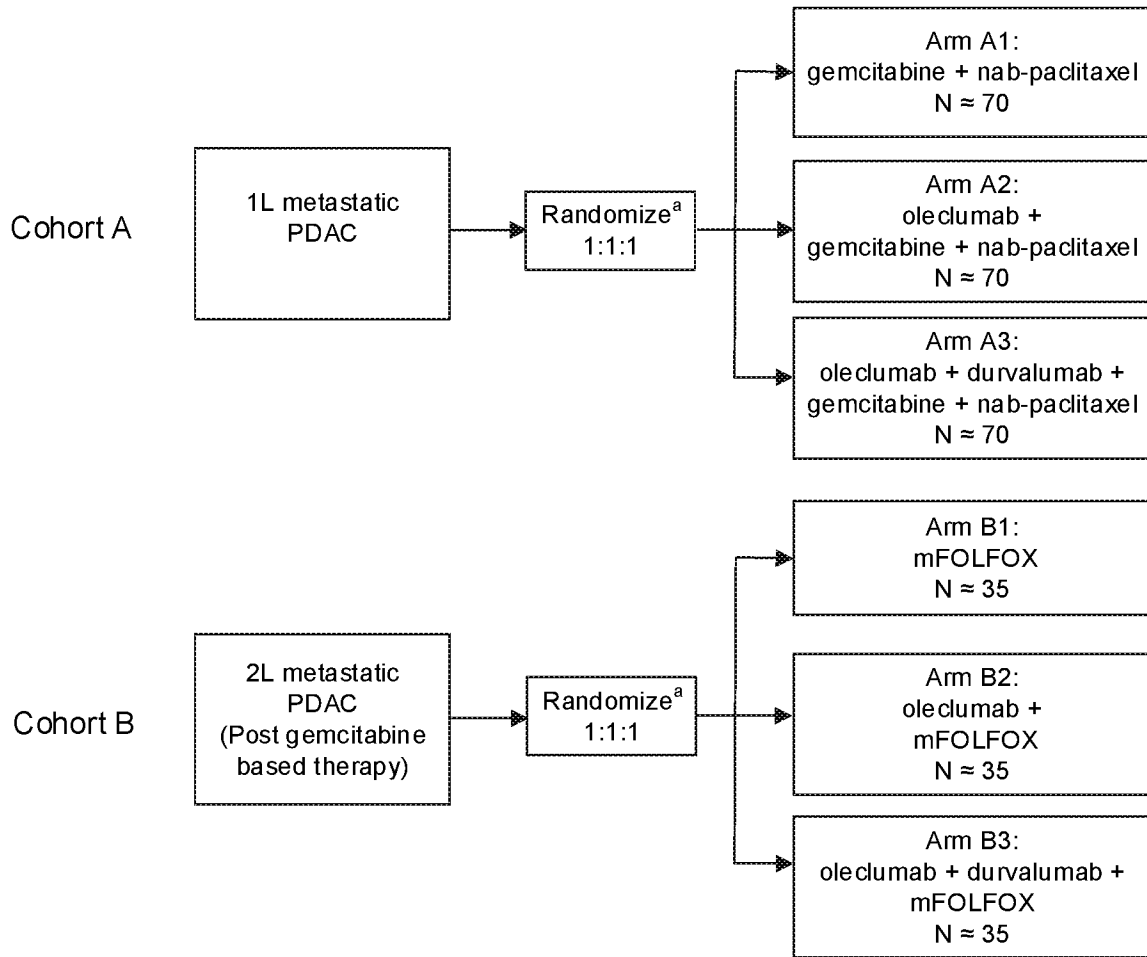 Cohort A
1L metastatic
PDAC
Randomizeᵃ
1:1:1
Arm A1:
gemcitabine + nab-paclitaxel
N ≈ 70
Arm A2:
oleclumab +
gemcitabine + nab-paclitaxel
N ≈ 70
Arm A3:
oleclumab + durvalumab +
gemcitabine + nab-paclitaxel
N ≈ 70
Cohort B
2L metastatic
PDAC
(Post gemcitabine
based therapy)
Randomizeᵃ
1:1:1
Arm B1:
mFOLFOX
N ≈ 35
Arm B2:
oleclumab +
mFOLFOX
N ≈ 35
Arm B3:
oleclumab + durvalumab +
mFOLFOX
N ≈ 35